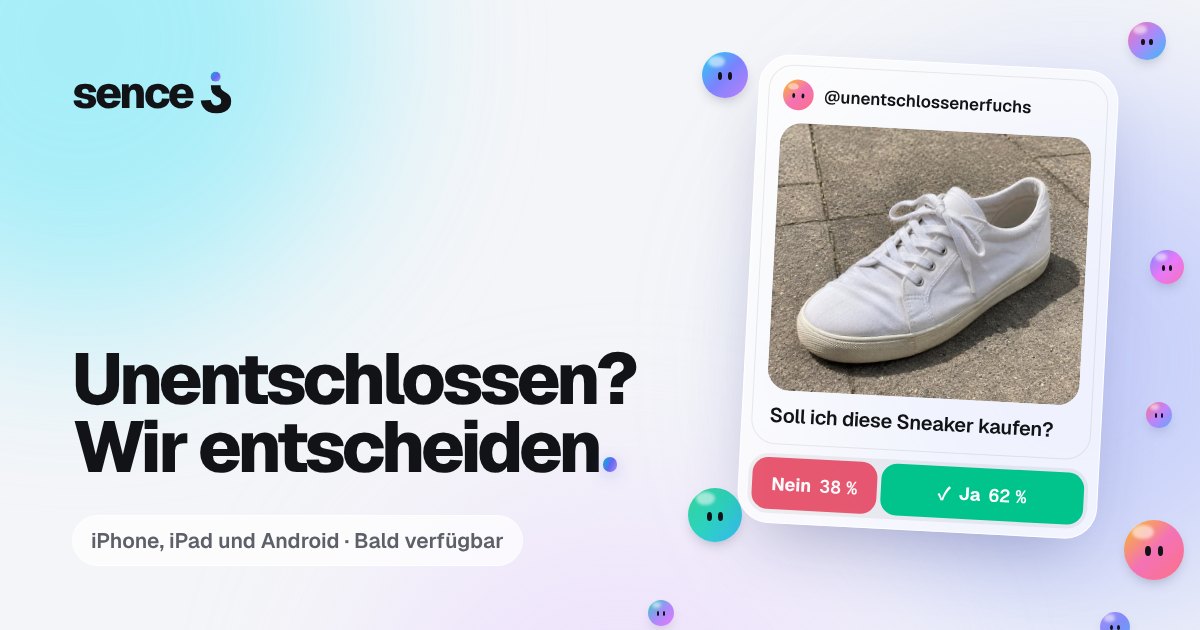 sence
Unentschlossen?
Wir entscheiden.
iPhone, iPad und Android · Bald verfügbar
@unentschlossenerfuchs
Soll ich diese Sneaker kaufen?
Nein 38 %
✓ Ja 62 %